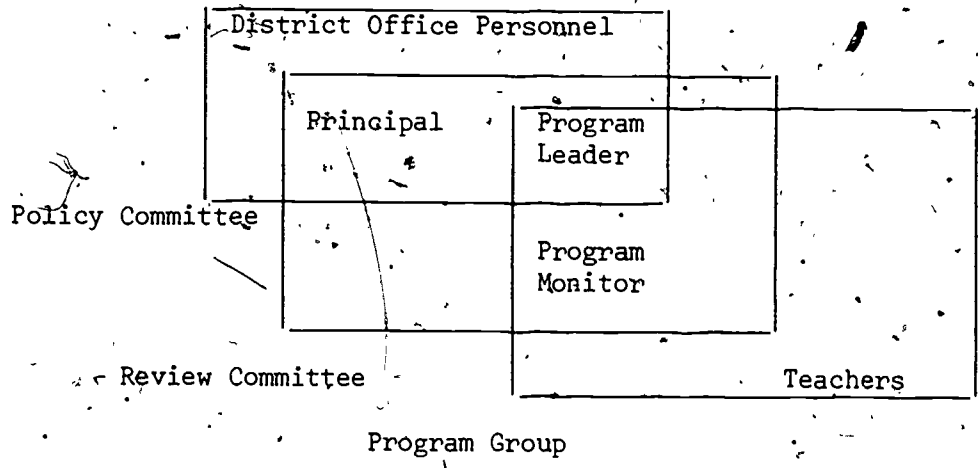 District Office Personnel
Principal
Program
Leader
Policy Committee
Program
Monitor
Review Committee
Teachers
Program Group